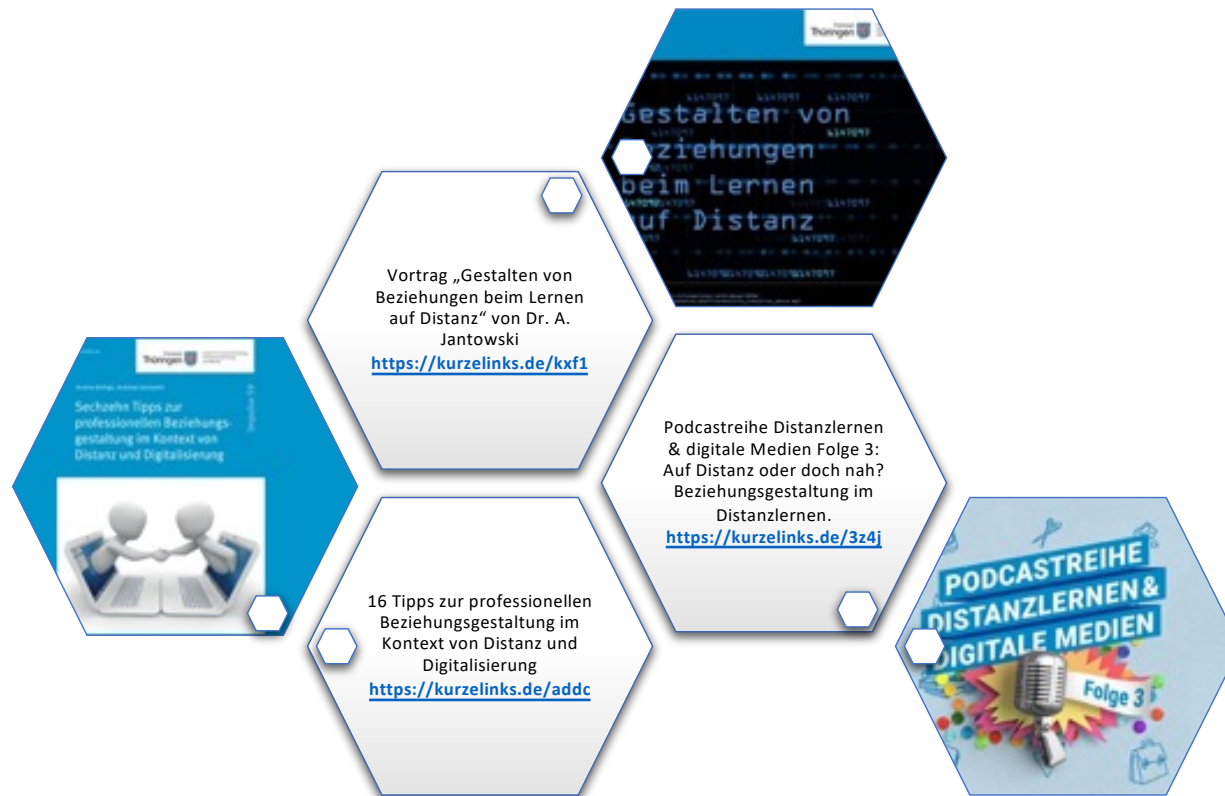 Thüringen
Gestalten von
Beziehungen
beim Lernen
auf Distanz
Vortrag „Gestalten von
Beziehungen beim Lernen
auf Distanz“ von Dr. A.
Jantowski
https://kurzelinks.de/kxf1
Thüringen
Sechzehn Tipps zur
professionellen Beziehungs-
gestaltung im Kontext von
Distanz und Digitalisierung
Podcastreihe Distanzlernen
& digitale Medien Folge 3:
Auf Distanz oder doch nah?
Beziehungsgestaltung im
Distanzlernen.
https://kurzelinks.de/3z4j
16 Tipps zur professionellen
Beziehungsgestaltung im
Kontext von Distanz und
Digitalisierung
https://kurzelinks.de/addc
PODCASTREIHE
DISTANZLERNEN &
DIGITALE MEDIEN
Folge 3